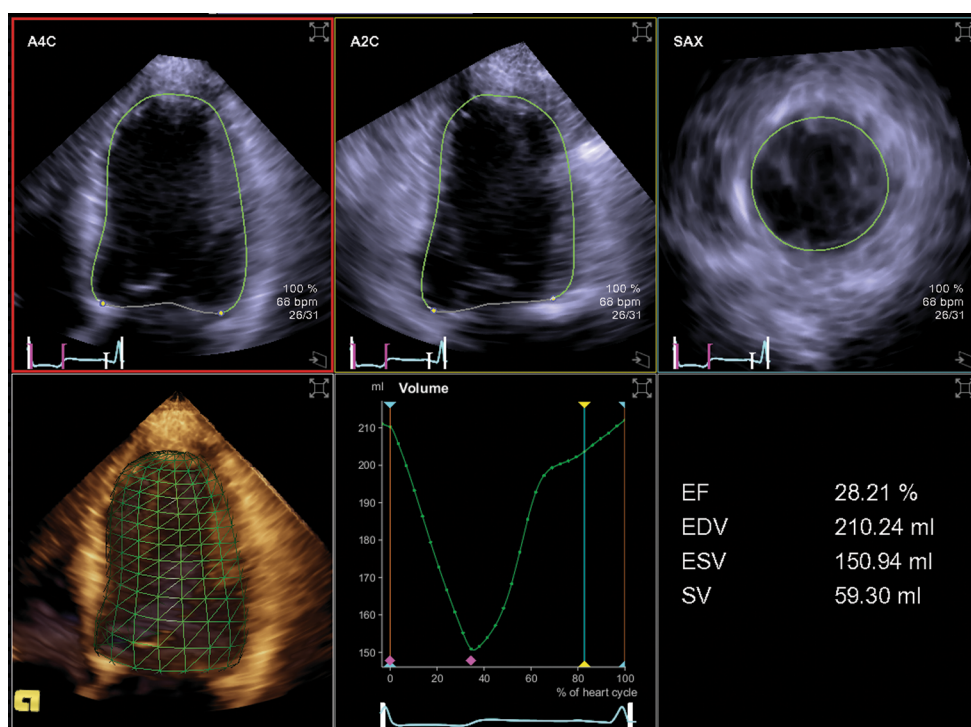 A4C
100 %
68 bpm
26/31
A2C
100 %
68 bpm
26/31
SAX
100 %
68 bpm
26/31
ml Volume
210
200
190
180
170
160
150
0 20 40 60 80 100
% of heart cycle
EF 28.21 %
EDV 210.24 ml
ESV 150.94 ml
SV 59.30 ml